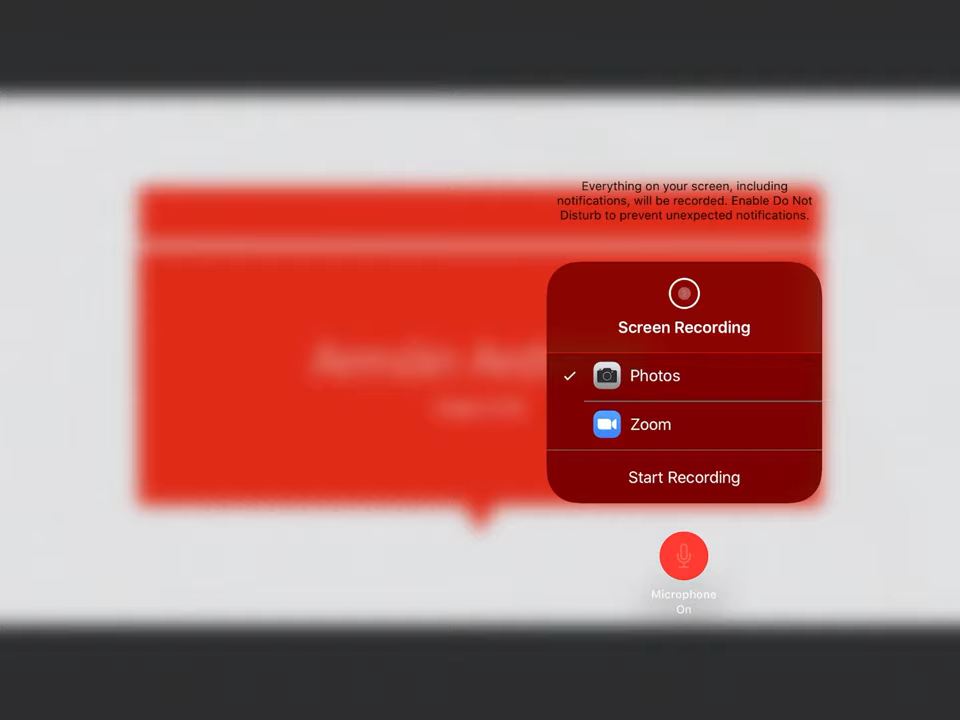 Everything on your screen, including
notifications, will be recorded. Enable Do Not
Disturb to prevent unexpected notifications.
Screen Recording
Photos
Zoom
Start Recording
Microphone
On